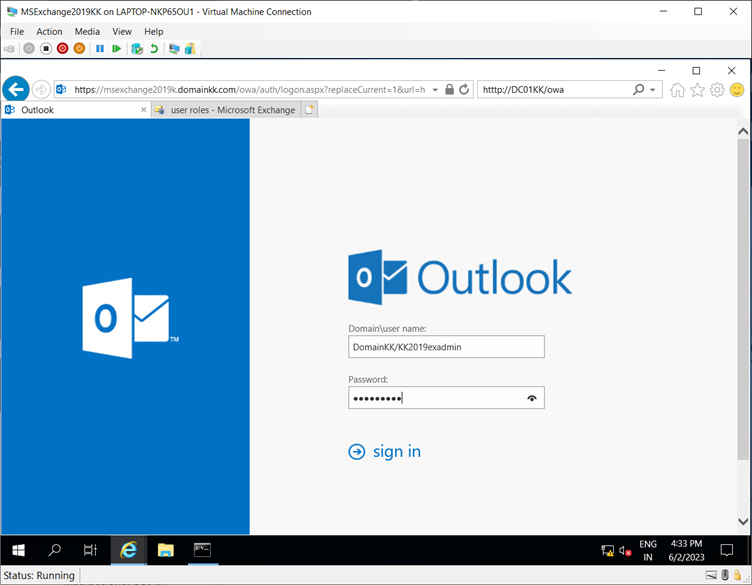 MSExchange2019KK on LAPTOP-NKP65OU1 - Virtual Machine Connection
File Action Media View Help
https://msexchange2019k.domainkk.com/owa/auth/logon.aspx?replaceCurrent=1&url=h
htttp://DC01KK/owa
Outlook
user roles - Microsoft Exchange
Outlook
TM
Domain\user name:
DomainKK/KK2019exadmin
Password:
sign in
ENG
IN
4:33 PM
6/2/2023
Status: Running